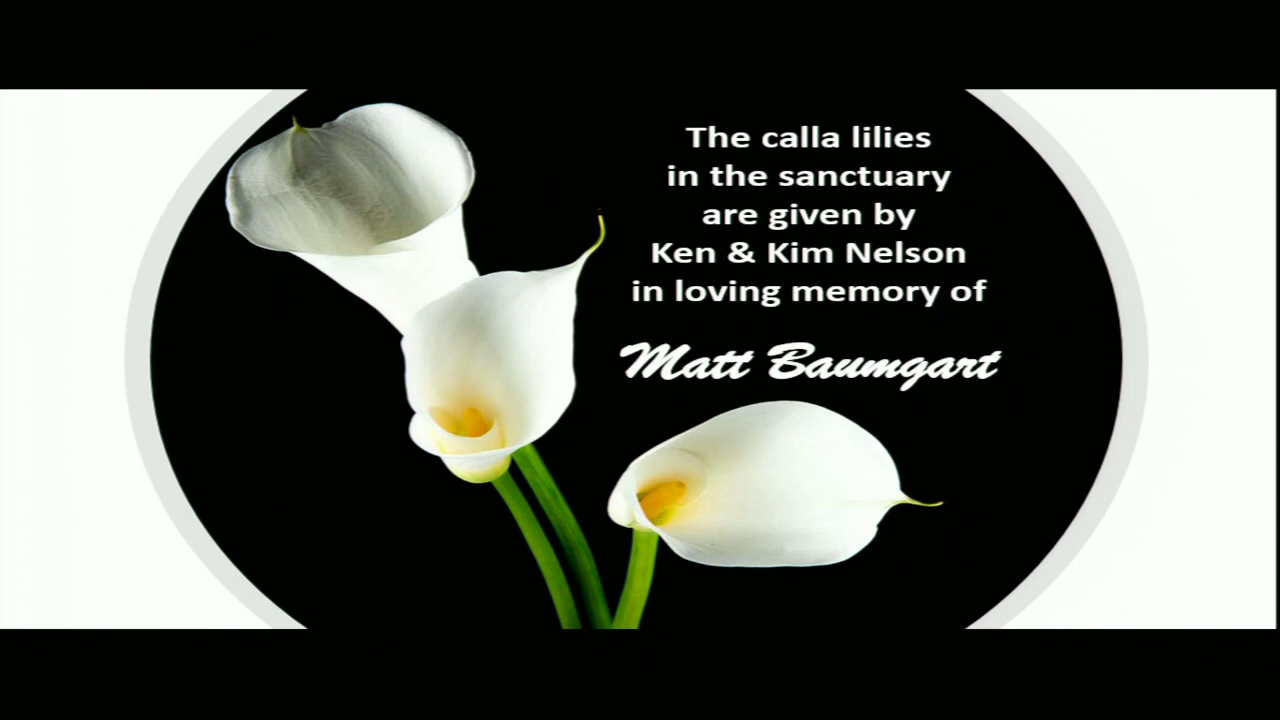 The calla lilies
in the sanctuary
are given by
Ken & Kim Nelson
in loving memory of
Matt Baumgart